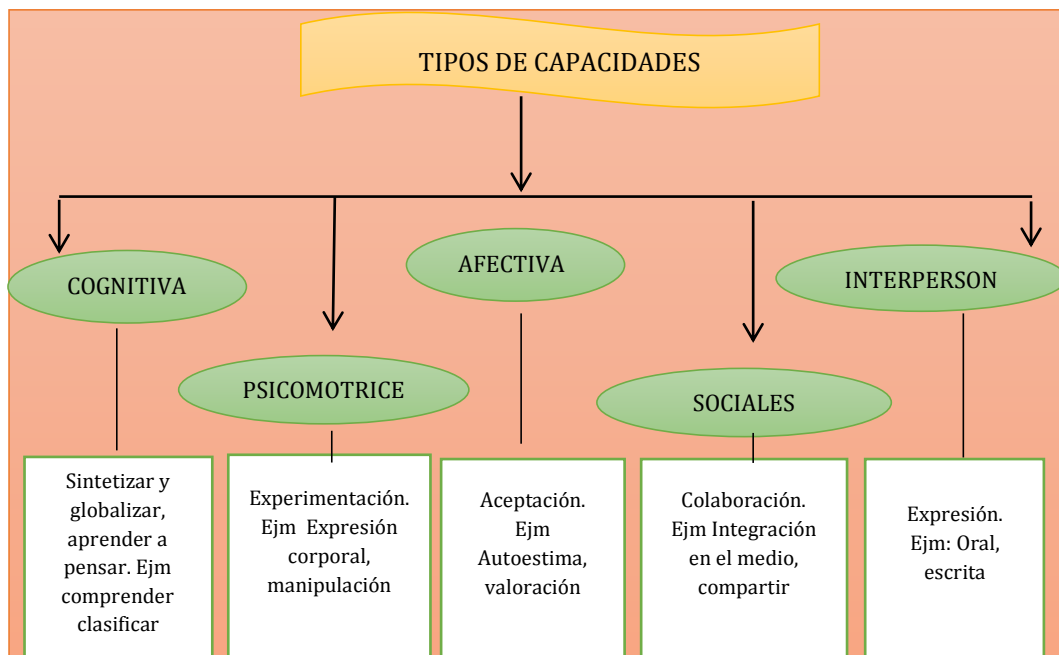 TIPOS DE CAPACIDADES
COGNITIVA
PSICOMOTRICE
AFECTIVA
SOCIALES
INTERPERSON
Sintetizar y
globalizar,
aprender a
pensar. Ejm
comprender
clasificar
Experimentación.
Ejm  Expresión
corporal,
manipulación
Aceptación.
Ejm
Autoestima,
valoración
Colaboración.
Ejm Integración
en el medio,
compartir
Expresión.
Ejm: Oral,
escrita